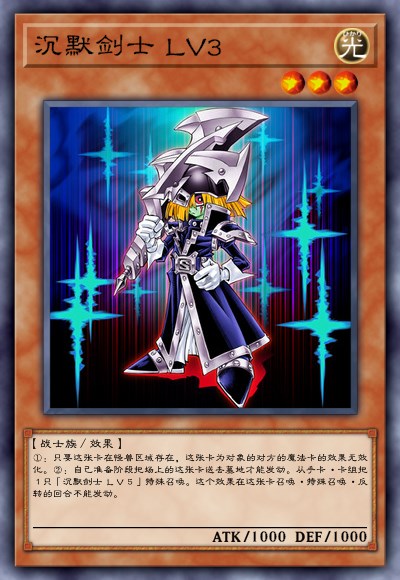 沉默剑士 LV3
ひかり
光
【战士族／效果】
①：只要这张卡在怪兽区域存在，这张卡为对象的对方的魔法卡的效果无效
化。②：自己准备阶段把场上的这张卡送去墓地才能发动。从手卡・卡组把
1只「沉默剑士 LV5」特殊召唤。这个效果在这张卡召唤・特殊召唤・反
转的回合不能发动。
ATK/1000 DEF/1000